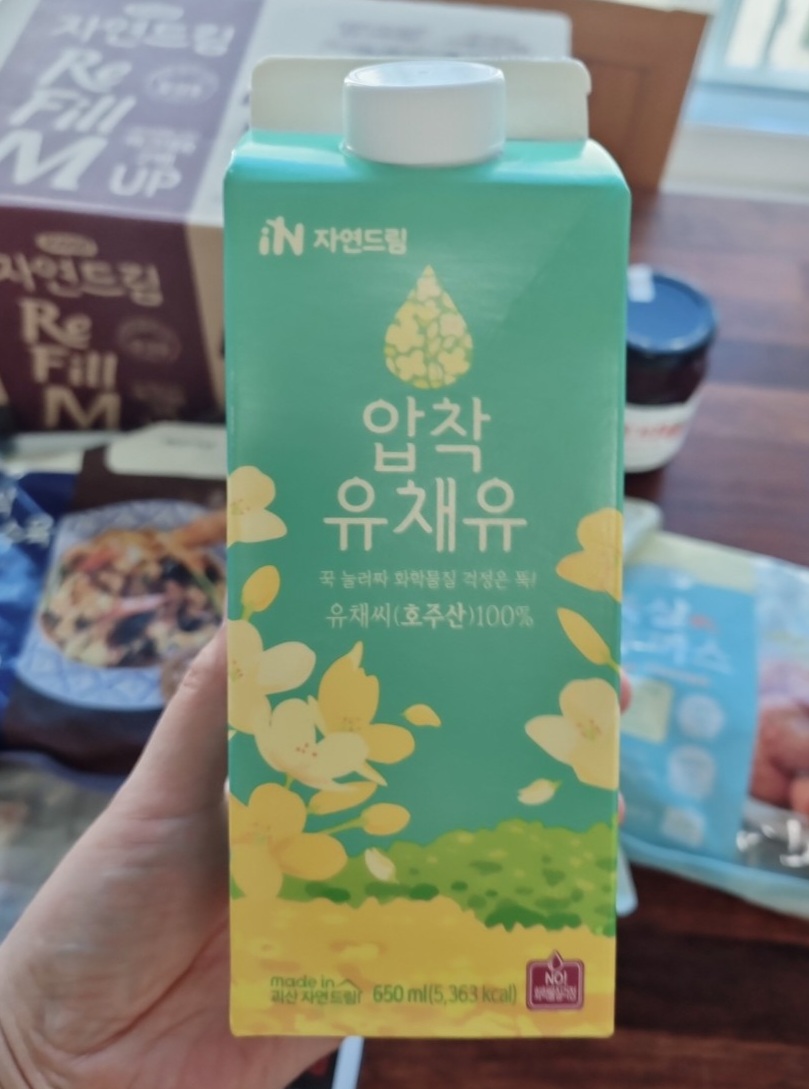 자연드림
Re
Fill
M UP
자연드림
Re
Fill
M
iN 자연드림
압착
유채유
꾹 눌러짜 화학물질 걱정은 뚝!
유채씨(호주산)100%
made in
괴산 자연드림 650 ml(5,363 kcal)
NO!